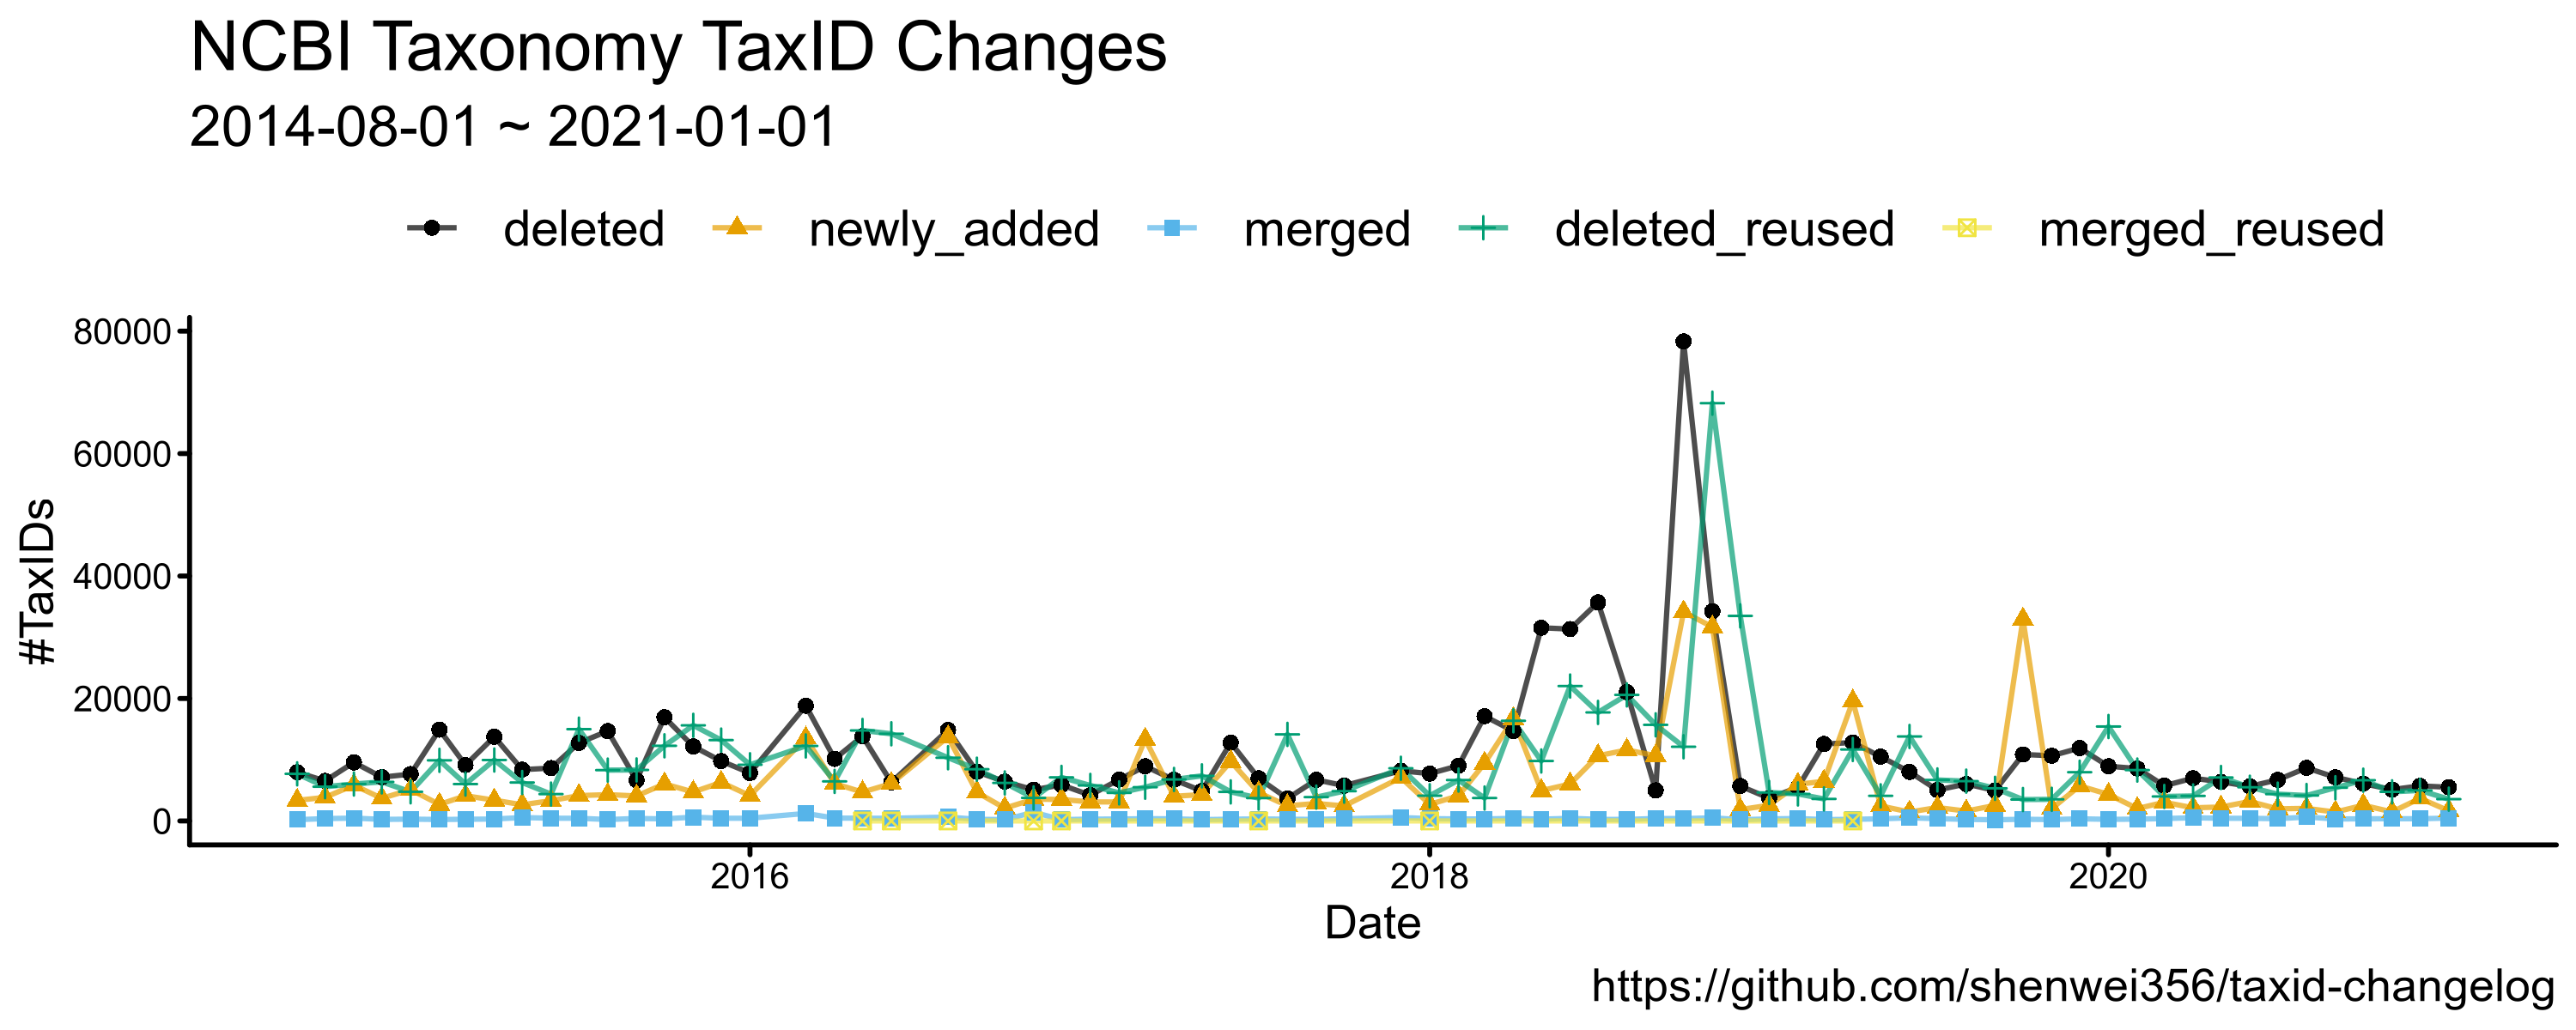 NCBI Taxonomy TaxID Changes
2014-08-01 ~ 2021-01-01
deleted newly_added merged deleted_reused merged_reused
80000
60000
40000
20000
0
#TaxIDs
2016 2018 2020
Date
https://github.com/shenwei356/taxid-changelog